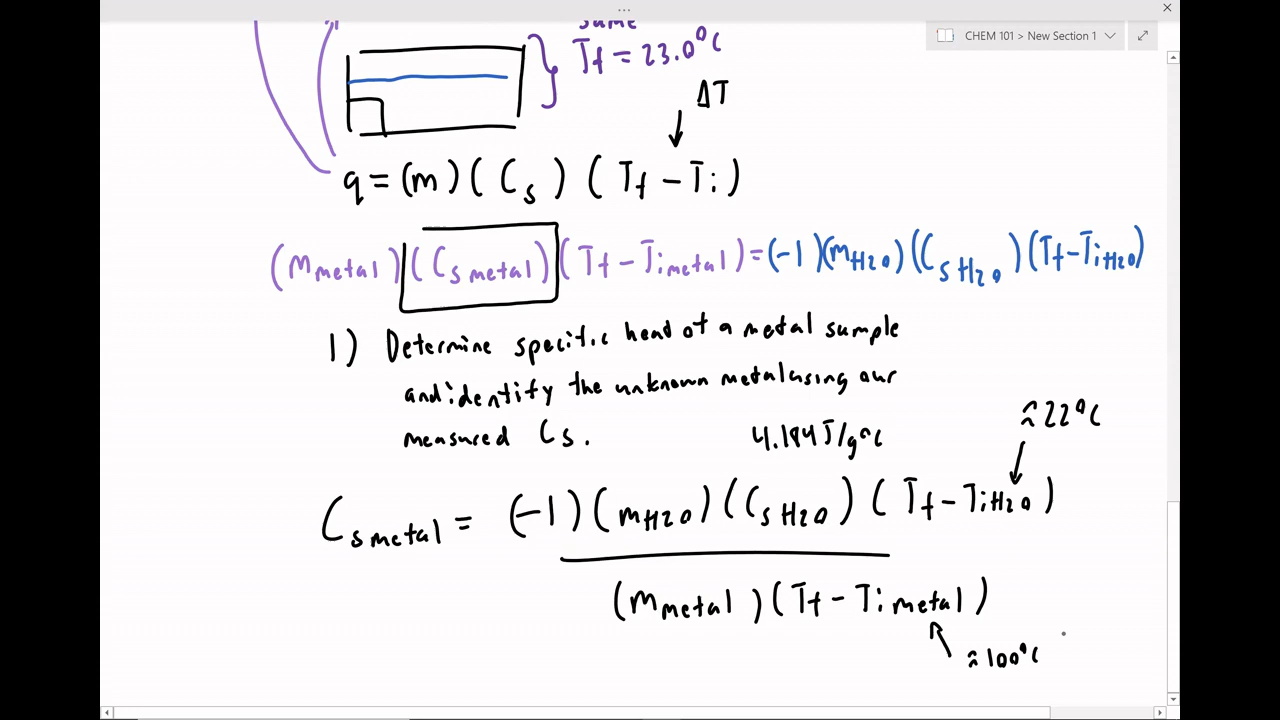 CHEM 101 > New Section 1
same
Tf = 23.0°C
ΔT
q = (m) (Cs) (Tf - Ti)
(mmetal) (Cs metal) (Tf - Ti metal) = (-1) (mH2O) (Cs H2O) (Tf - Ti H2O)
1) Determine specific head of a metal sample
and identify the unknown metal using our
measured Cs.
4.184 J/g°C
≈22°C
Cs metal = (-1) (mH2O) (Cs H2O) (Tf - Ti H2O)
(mmetal) (Tf - Ti metal)
≈100°C